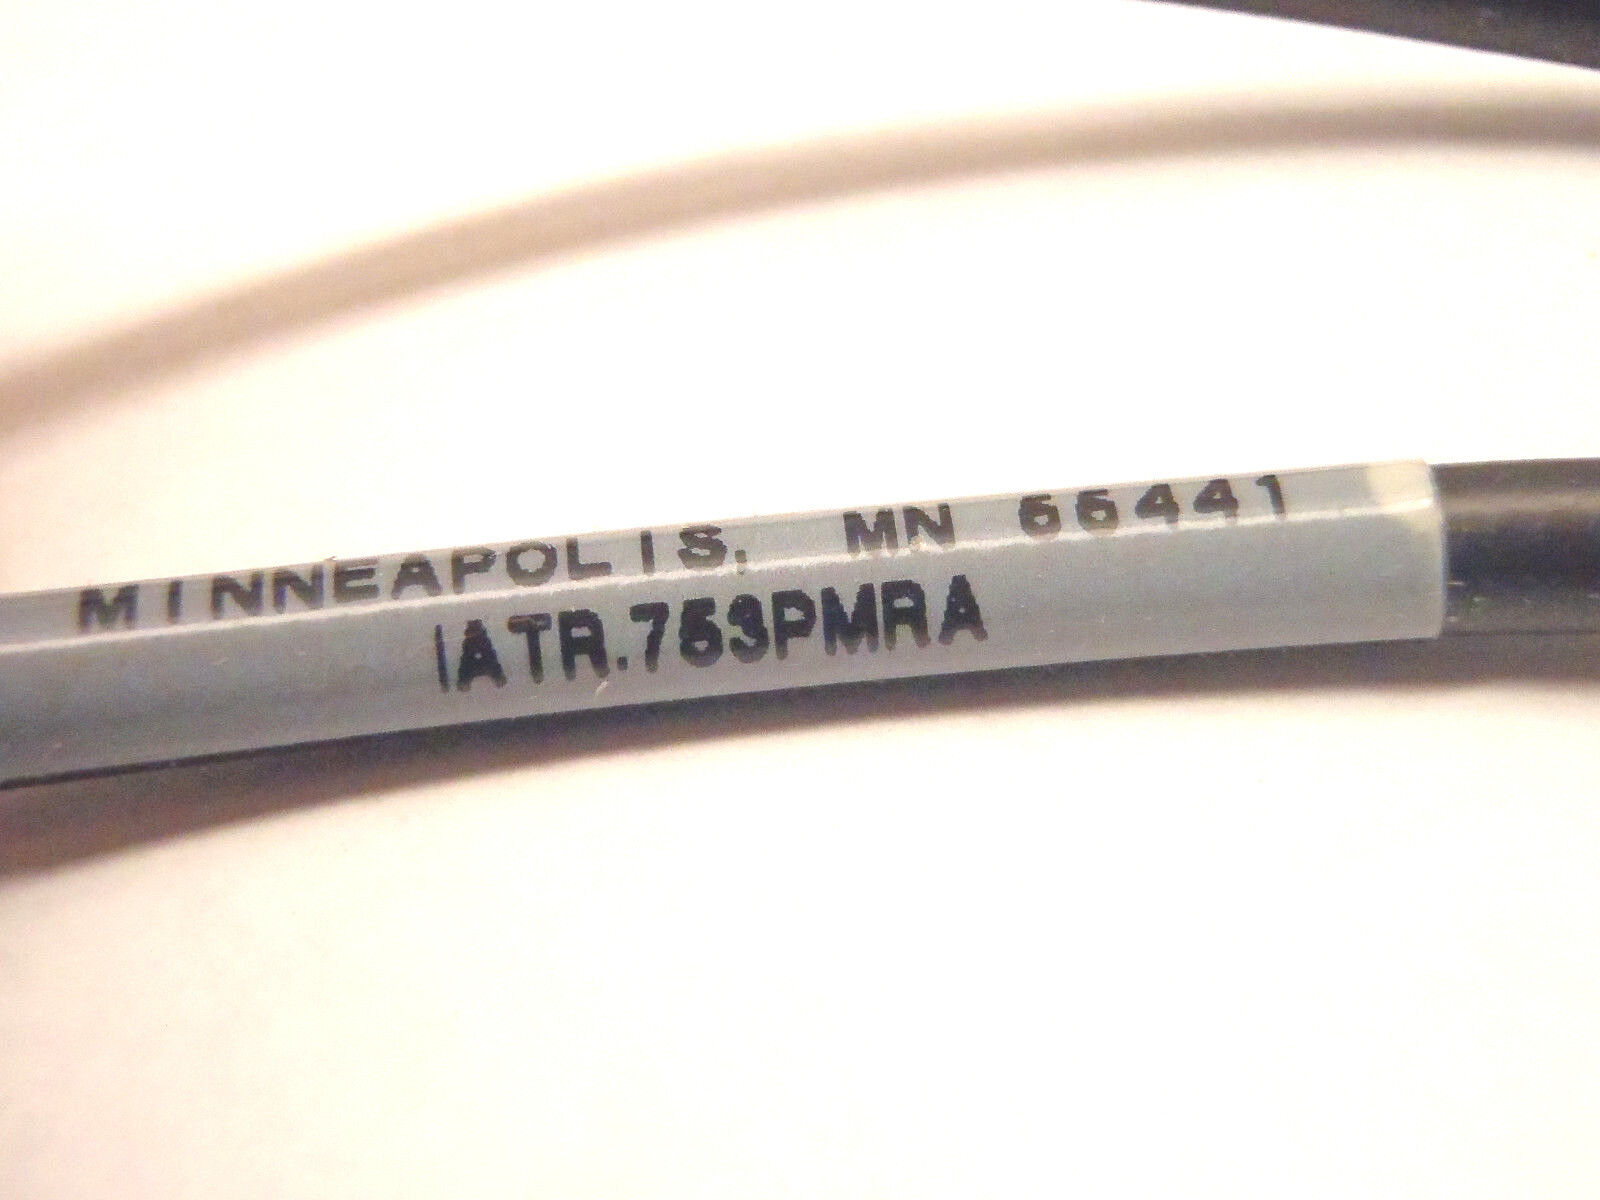 MINNEAPOLIS, MN 55441
IATR.753PMRA